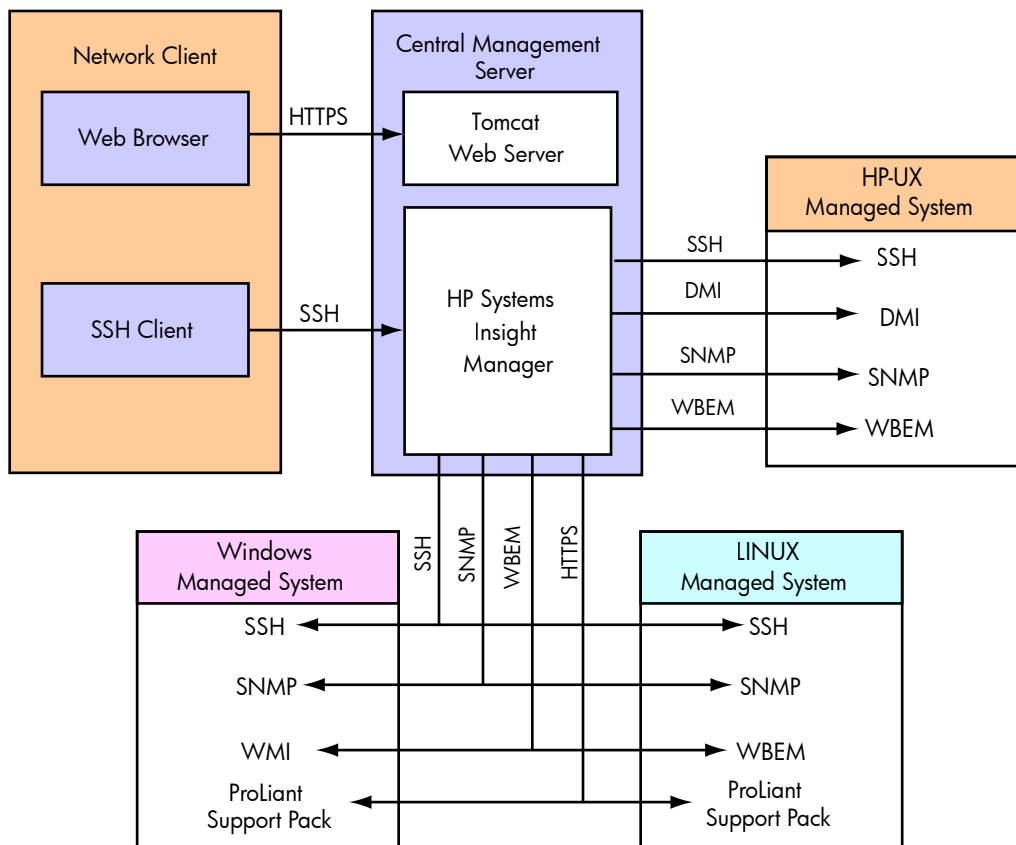 Network Client
Web Browser
SSH Client
HTTPS
SSH
Central Management
Server
Tomcat
Web Server
HP Systems
Insight
Manager
SSH
DMI
SNMP
WBEM
HP-UX
Managed System
SSH
DMI
SNMP
WBEM
SSH
SNMP
WBEM
HTTPS
Windows
Managed System
SSH
SNMP
WMI
ProLiant
Support Pack
LINUX
Managed System
SSH
SNMP
WBEM
ProLiant
Support Pack